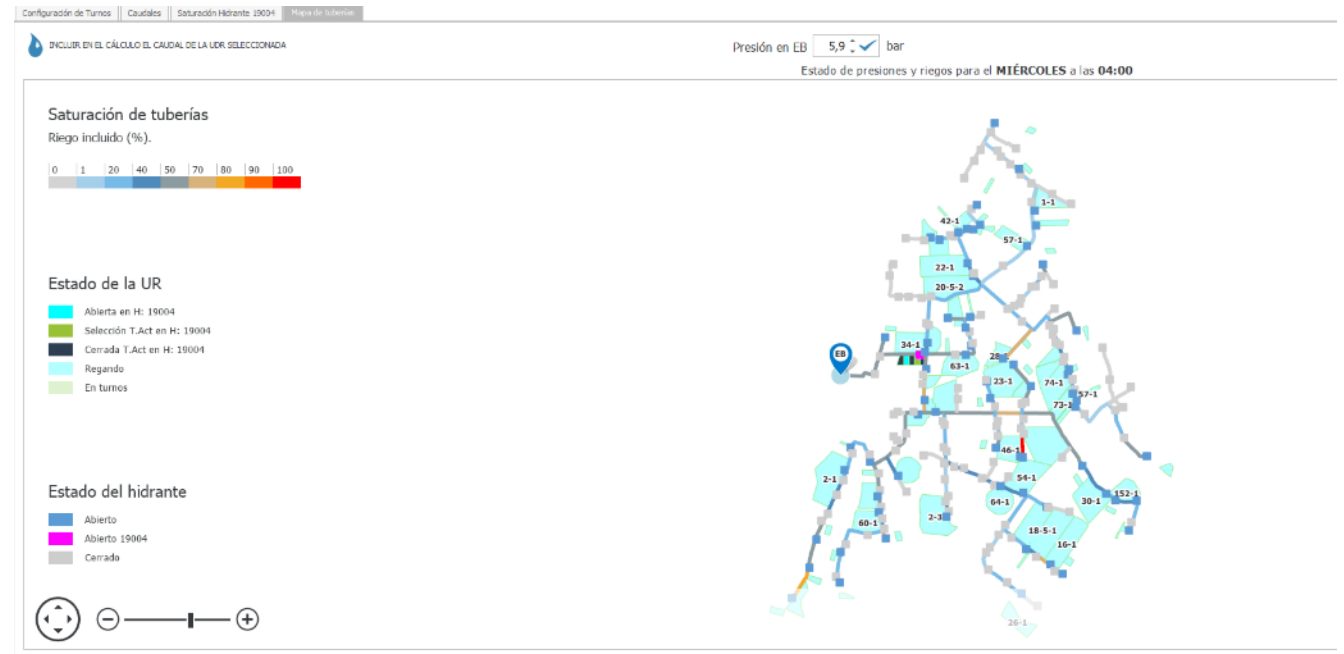 Configuración de Turnos Caudales Saturación Hidrante 19004 Mapa de tuberías
INCLUIR EN EL CÁLCULO EL CAUDAL DE LA UDR SELECCIONADA
Presión en EB 5,9 bar
Estado de presiones y riegos para el MIÉRCOLES a las 04:00
Saturación de tuberías
Riego incluido (%).
0 1 20 40 50 70 80 90 100
Estado de la UR
Abierta en H: 19004
Selección T.Act en H: 19004
Cerrada T.Act en H: 19004
Regando
En turnos
Estado del hidrante
Abierto
Abierto 19004
Cerrado
1-1
42-1
57-1
22-1
20-5-2
34-1
EB
63-1
23-1
74-1
57-1
73-1
46-1
2-1
54-1
64-1
30-1
152-1
60-1
2-3
18-5-1
16-1
26-1